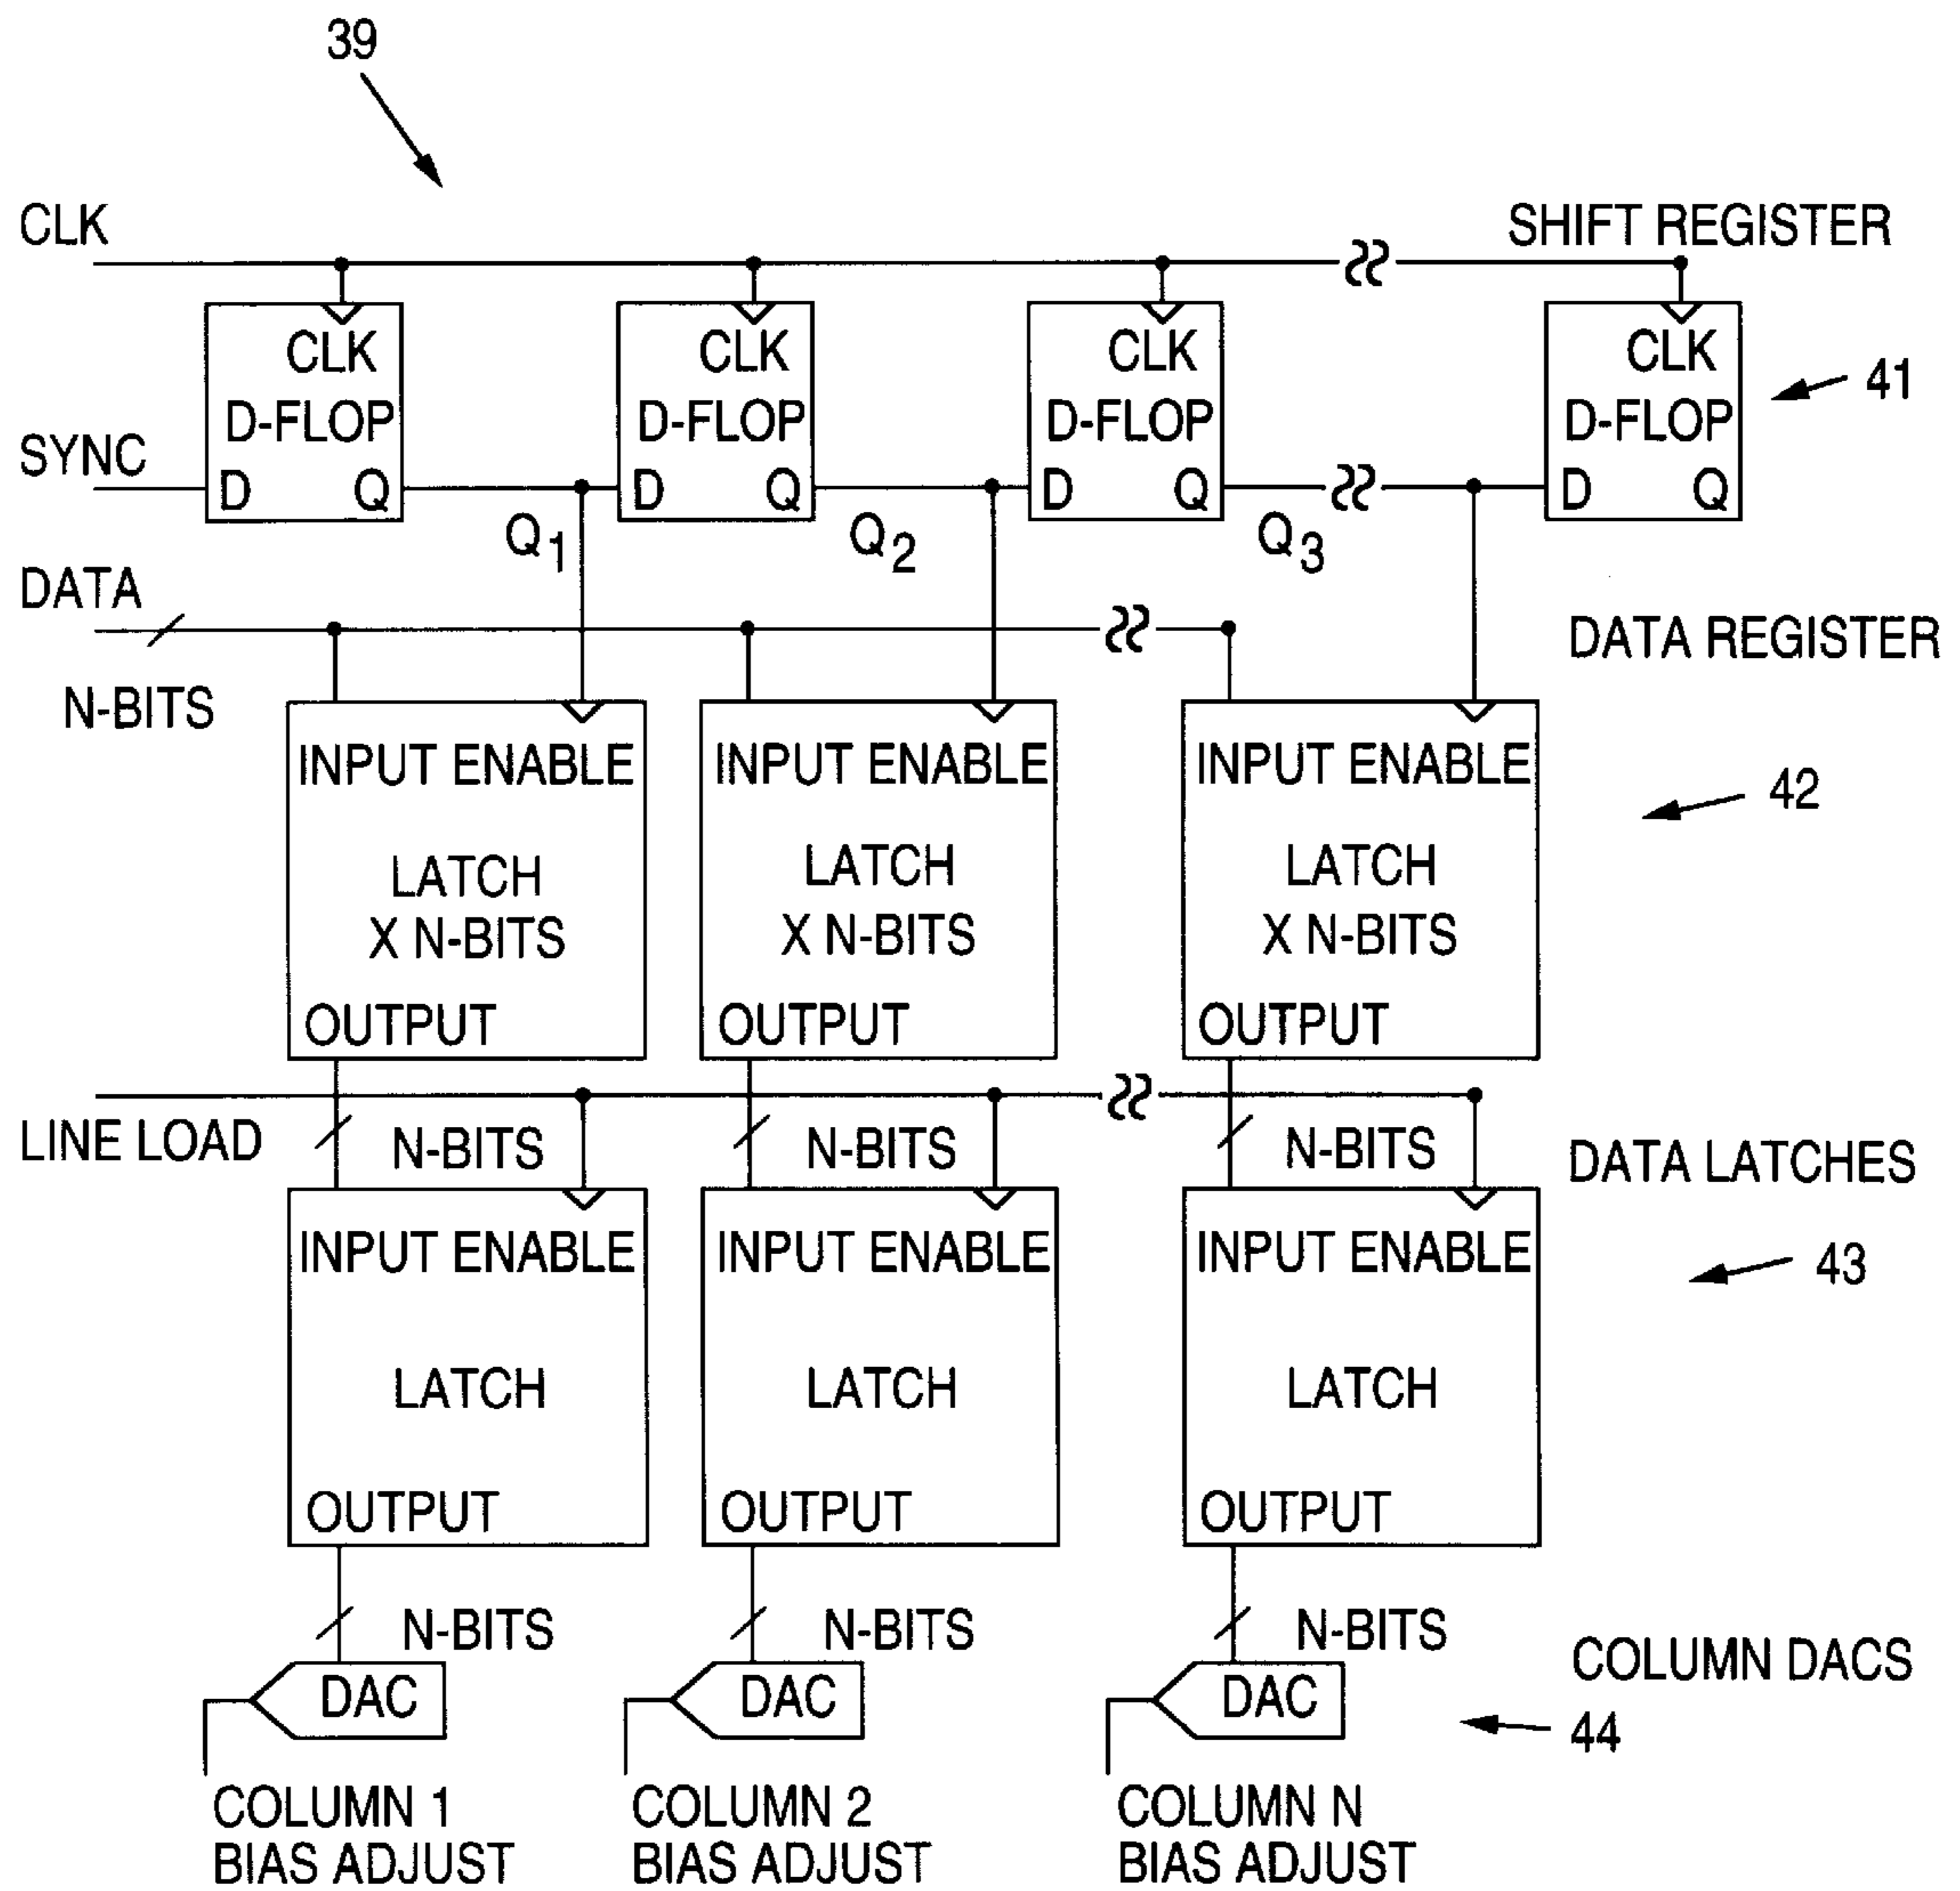 39
CLK
SHIFT REGISTER
CLK CLK CLK CLK
D-FLOP D-FLOP D-FLOP D-FLOP
41
SYNC
D Q D Q D Q D Q
Q1 Q2 Q3
DATA
N-BITS
DATA REGISTER
INPUT ENABLE INPUT ENABLE INPUT ENABLE
42
LATCH LATCH LATCH
X N-BITS X N-BITS X N-BITS
OUTPUT OUTPUT OUTPUT
LINE LOAD
N-BITS N-BITS N-BITS
DATA LATCHES
INPUT ENABLE INPUT ENABLE INPUT ENABLE
43
LATCH LATCH LATCH
OUTPUT OUTPUT OUTPUT
N-BITS N-BITS N-BITS
COLUMN DACS
DAC DAC DAC
44
COLUMN 1 COLUMN 2 COLUMN N
BIAS ADJUST BIAS ADJUST BIAS ADJUST